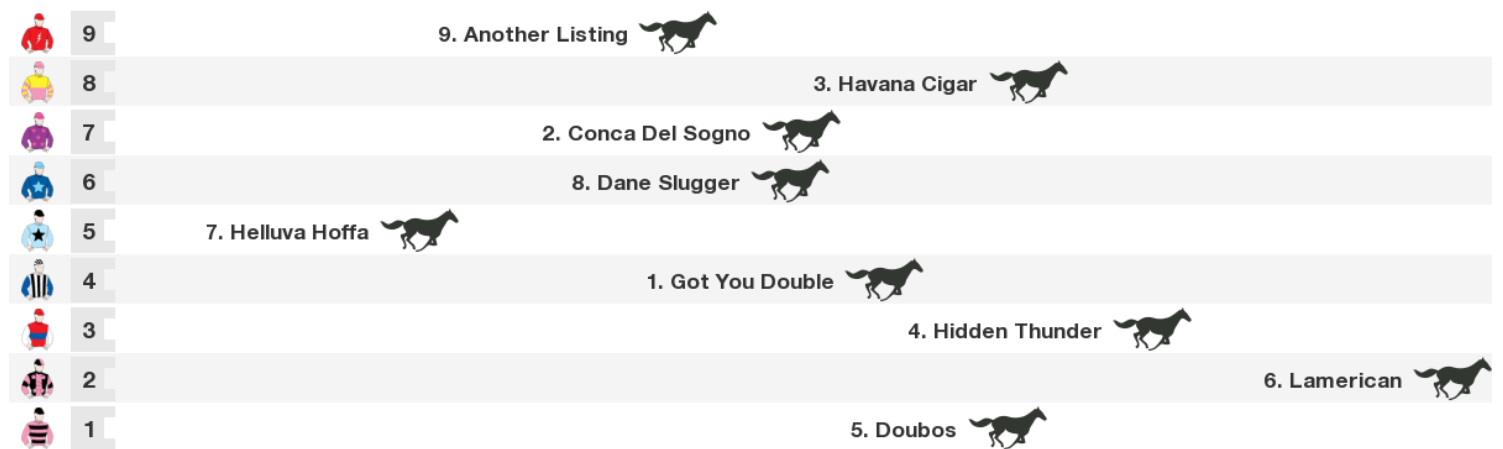 9 9. Another Listing
8 3. Havana Cigar
7 2. Conca Del Sogno
6 8. Dane Slugger
5 7. Helluva Hoffa
4 1. Got You Double
3 4. Hidden Thunder
2 6. Lamerican
1 5. Doubos